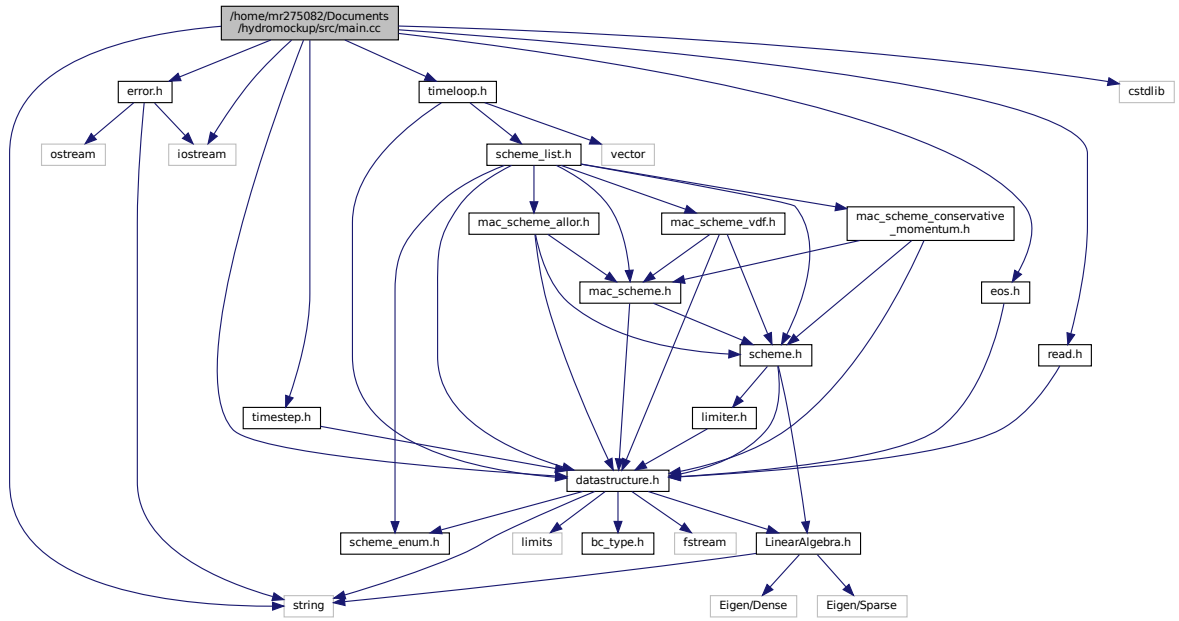 /home/mr275082/Documents
/hydromockup/src/main.cc
error.h
timeloop.h
cstdlib
ostream
iostream
scheme_list.h
vector
mac_scheme_allor.h
mac_scheme_vdf.h
mac_scheme_conservative
_momentum.h
mac_scheme.h
eos.h
scheme.h
read.h
timestep.h
limiter.h
datastructure.h
scheme_enum.h
limits
bc_type.h
fstream
LinearAlgebra.h
string
Eigen/Dense
Eigen/Sparse